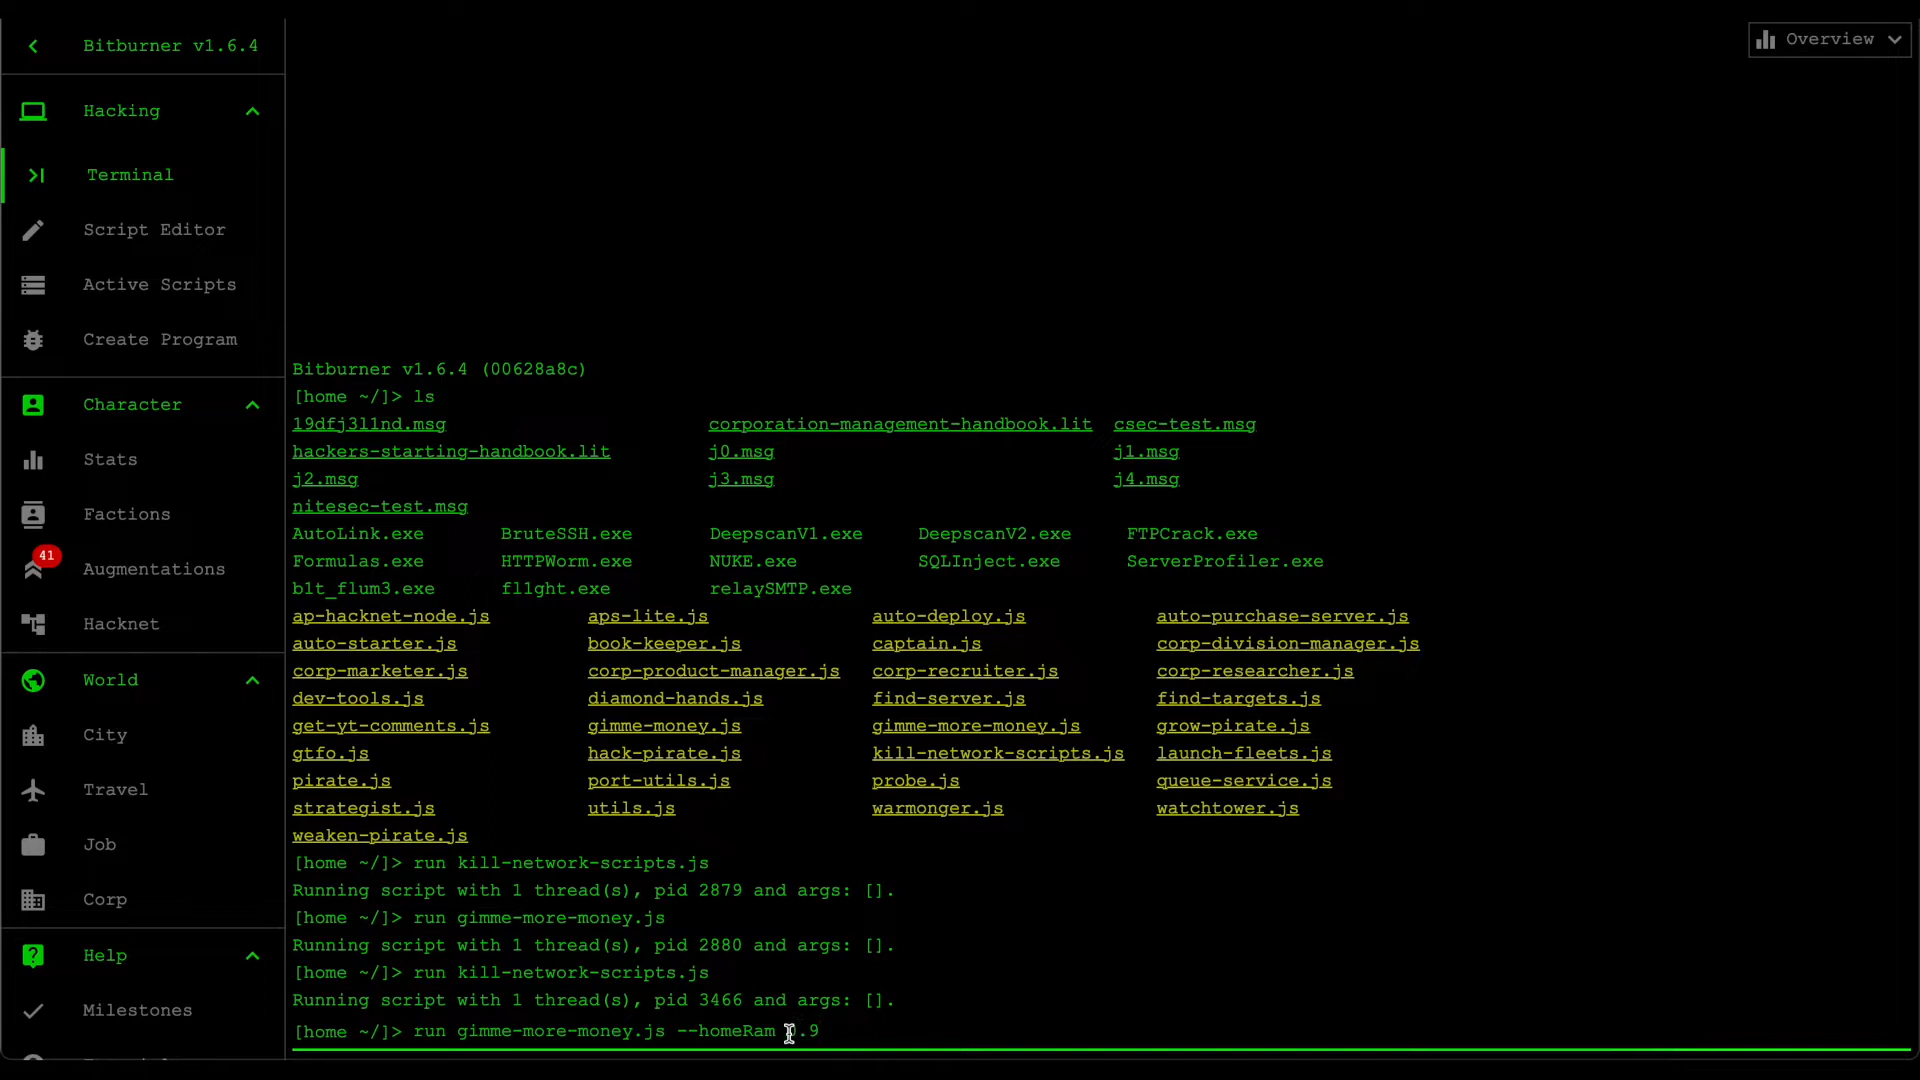 Bitburner v1.6.4
Overview
Hacking
Terminal
Script Editor
Active Scripts
Create Program
Character
Stats
Factions
41
Augmentations
Hacknet
World
City
Travel
Job
Corp
Help
Milestones
Bitburner v1.6.4 (00628a8c)
[home ~/]> ls
19dfj3l1nd.msg corporation-management-handbook.lit csec-test.msg
hackers-starting-handbook.lit j0.msg j1.msg
j2.msg j3.msg j4.msg
nitesec-test.msg
AutoLink.exe BruteSSH.exe DeepscanV1.exe DeepscanV2.exe FTPCrack.exe
Formulas.exe HTTPWorm.exe NUKE.exe SQLInject.exe ServerProfiler.exe
b1t_flum3.exe fl1ght.exe relaySMTP.exe
ap-hacknet-node.js aps-lite.js auto-deploy.js auto-purchase-server.js
auto-starter.js book-keeper.js captain.js corp-division-manager.js
corp-marketer.js corp-product-manager.js corp-recruiter.js corp-researcher.js
dev-tools.js diamond-hands.js find-server.js find-targets.js
get-yt-comments.js gimme-money.js gimme-more-money.js grow-pirate.js
gtfo.js hack-pirate.js kill-network-scripts.js launch-fleets.js
pirate.js port-utils.js probe.js queue-service.js
strategist.js utils.js warmonger.js watchtower.js
weaken-pirate.js
[home ~/]> run kill-network-scripts.js
Running script with 1 thread(s), pid 2879 and args: [].
[home ~/]> run gimme-more-money.js
Running script with 1 thread(s), pid 2880 and args: [].
[home ~/]> run kill-network-scripts.js
Running script with 1 thread(s), pid 3466 and args: [].
[home ~/]> run gimme-more-money.js --homeRam